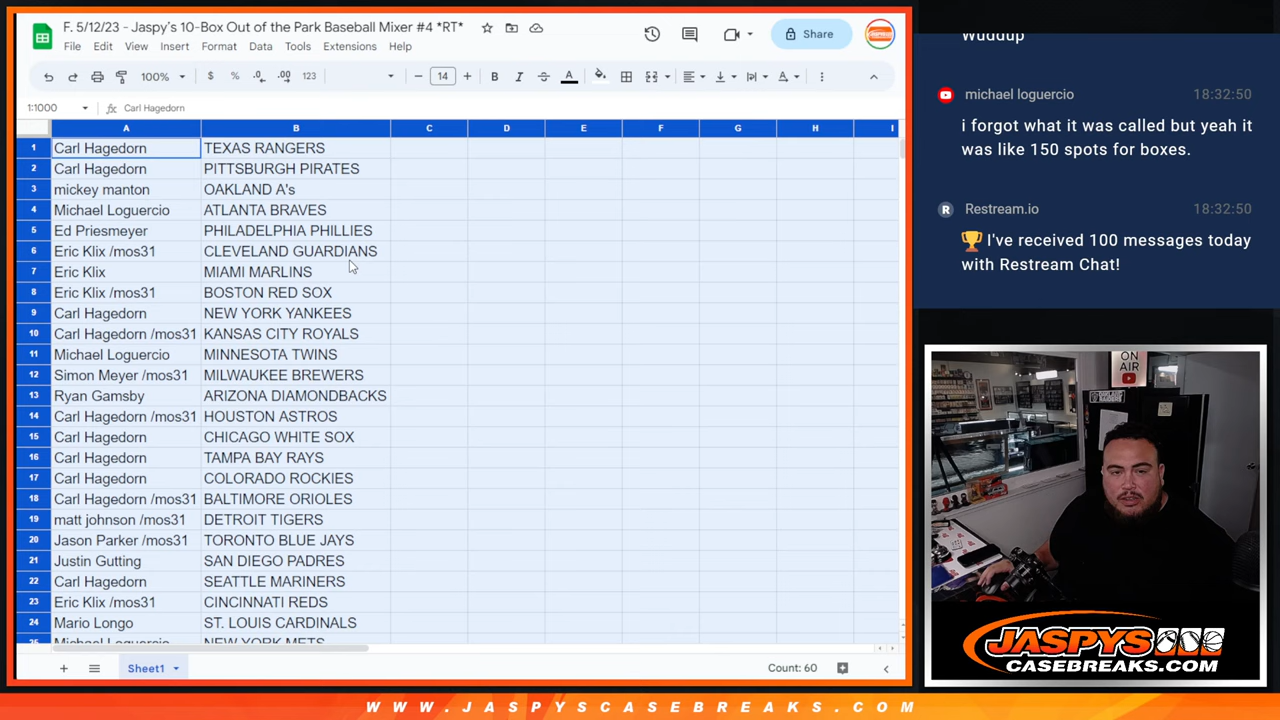 F. 5/12/23 - Jaspy's 10-Box Out of the Park Baseball Mixer #4 *RT*
File Edit View Insert Format Data Tools Extensions Help
Share
100% $ % .0 .00 123 14 B I A
1:1000 fx Carl Hagedorn
A B C D E F G H I
1 Carl Hagedorn TEXAS RANGERS
2 Carl Hagedorn PITTSBURGH PIRATES
3 mickey manton OAKLAND A's
4 Michael Loguercio ATLANTA BRAVES
5 Ed Priesmeyer PHILADELPHIA PHILLIES
6 Eric Klix /mos31 CLEVELAND GUARDIANS
7 Eric Klix MIAMI MARLINS
8 Eric Klix /mos31 BOSTON RED SOX
9 Carl Hagedorn NEW YORK YANKEES
10 Carl Hagedorn /mos31 KANSAS CITY ROYALS
11 Michael Loguercio MINNESOTA TWINS
12 Simon Meyer /mos31 MILWAUKEE BREWERS
13 Ryan Gamsby ARIZONA DIAMONDBACKS
14 Carl Hagedorn /mos31 HOUSTON ASTROS
15 Carl Hagedorn CHICAGO WHITE SOX
16 Carl Hagedorn TAMPA BAY RAYS
17 Carl Hagedorn COLORADO ROCKIES
18 Carl Hagedorn /mos31 BALTIMORE ORIOLES
19 matt johnson /mos31 DETROIT TIGERS
20 Jason Parker /mos31 TORONTO BLUE JAYS
21 Justin Gutting SAN DIEGO PADRES
22 Carl Hagedorn SEATTLE MARINERS
23 Eric Klix /mos31 CINCINNATI REDS
24 Mario Longo ST. LOUIS CARDINALS
25 Michael Loguercio NEW YORK METS
Sheet1
Count: 60
Wuddup
michael loguercio 18:32:50
i forgot what it was called but yeah it
was like 150 spots for boxes.
R Restream.io 18:32:50
I've received 100 messages today
with Restream Chat!
ON
AIR
JASPYS
CASEBREAKS.COM
WWW.JASPYSCASEBREAKS.COM